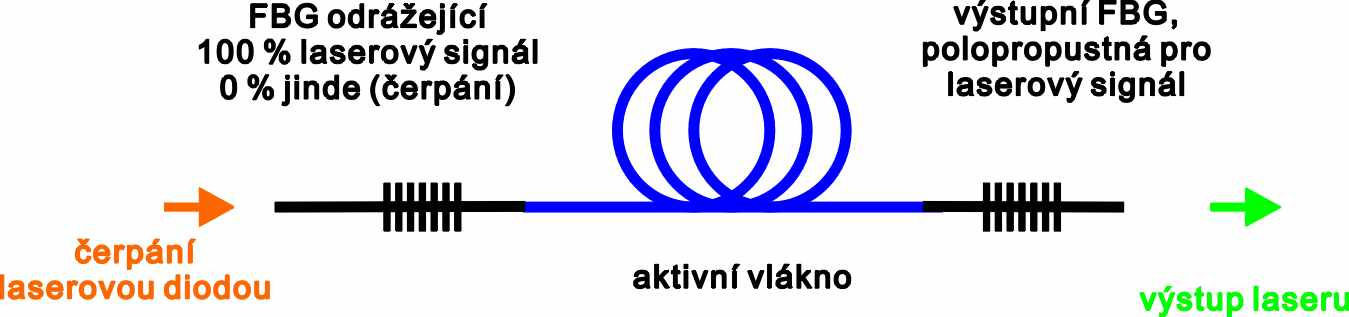 FBG odrážející
100 % laserový signál
0 % jinde (čerpání)
výstupní FBG,
polopropustná pro
laserový signál
čerpání
laserovou diodou
aktivní vlákno
výstup laseru